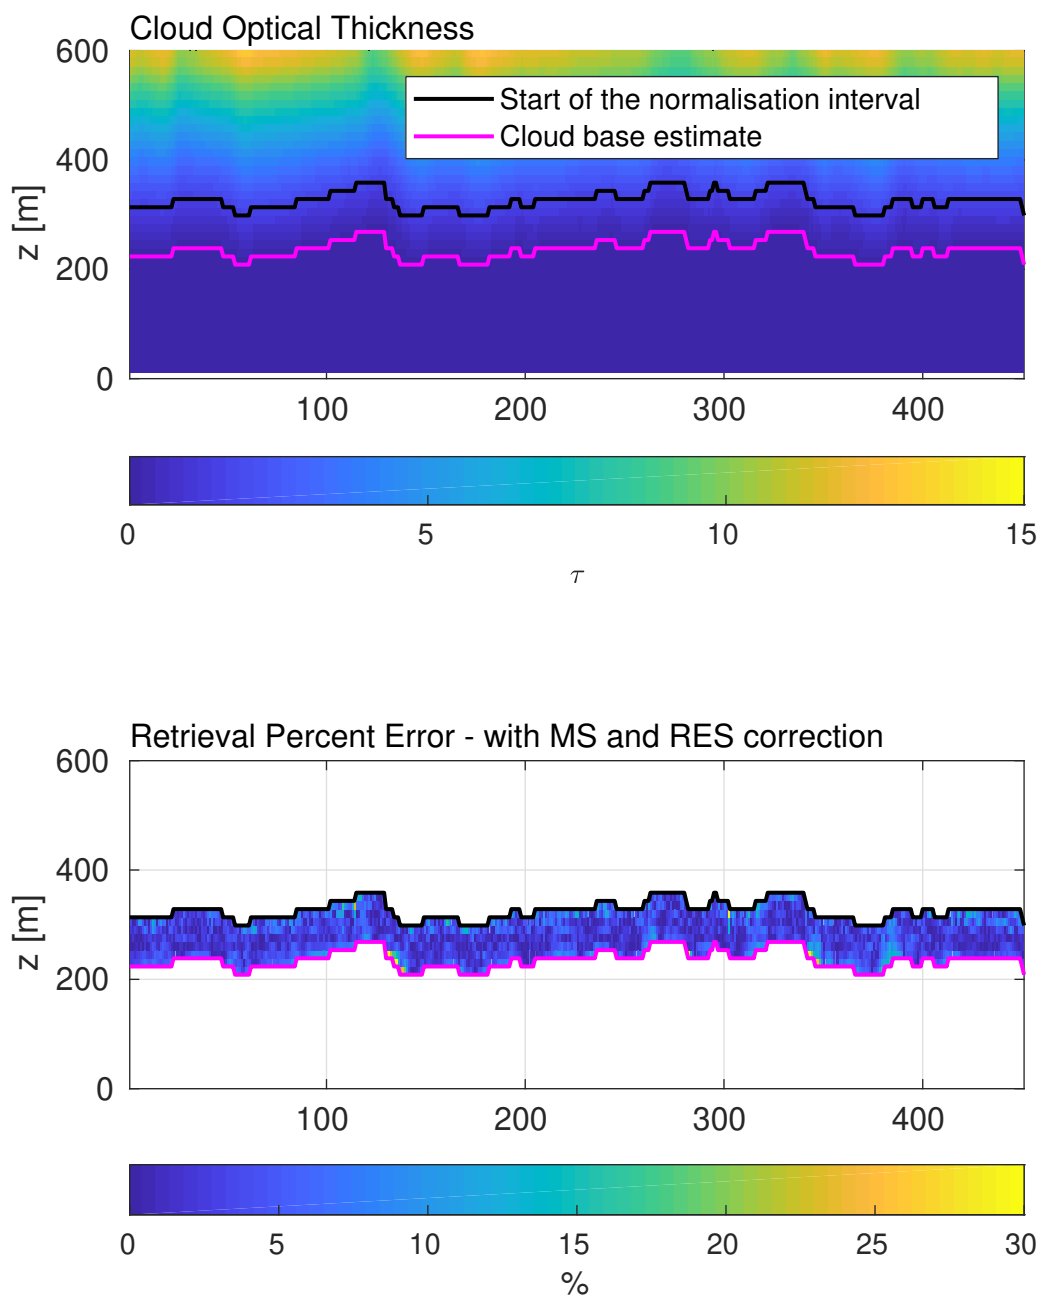 Cloud Optical Thickness
600
400
200
0
z [m]
Start of the normalisation interval
Cloud base estimate
100 200 300 400
0 5 10 15
τ
Retrieval Percent Error - with MS and RES correction
600
400
200
0
z [m]
100 200 300 400
0 5 10 15 20 25 30
%